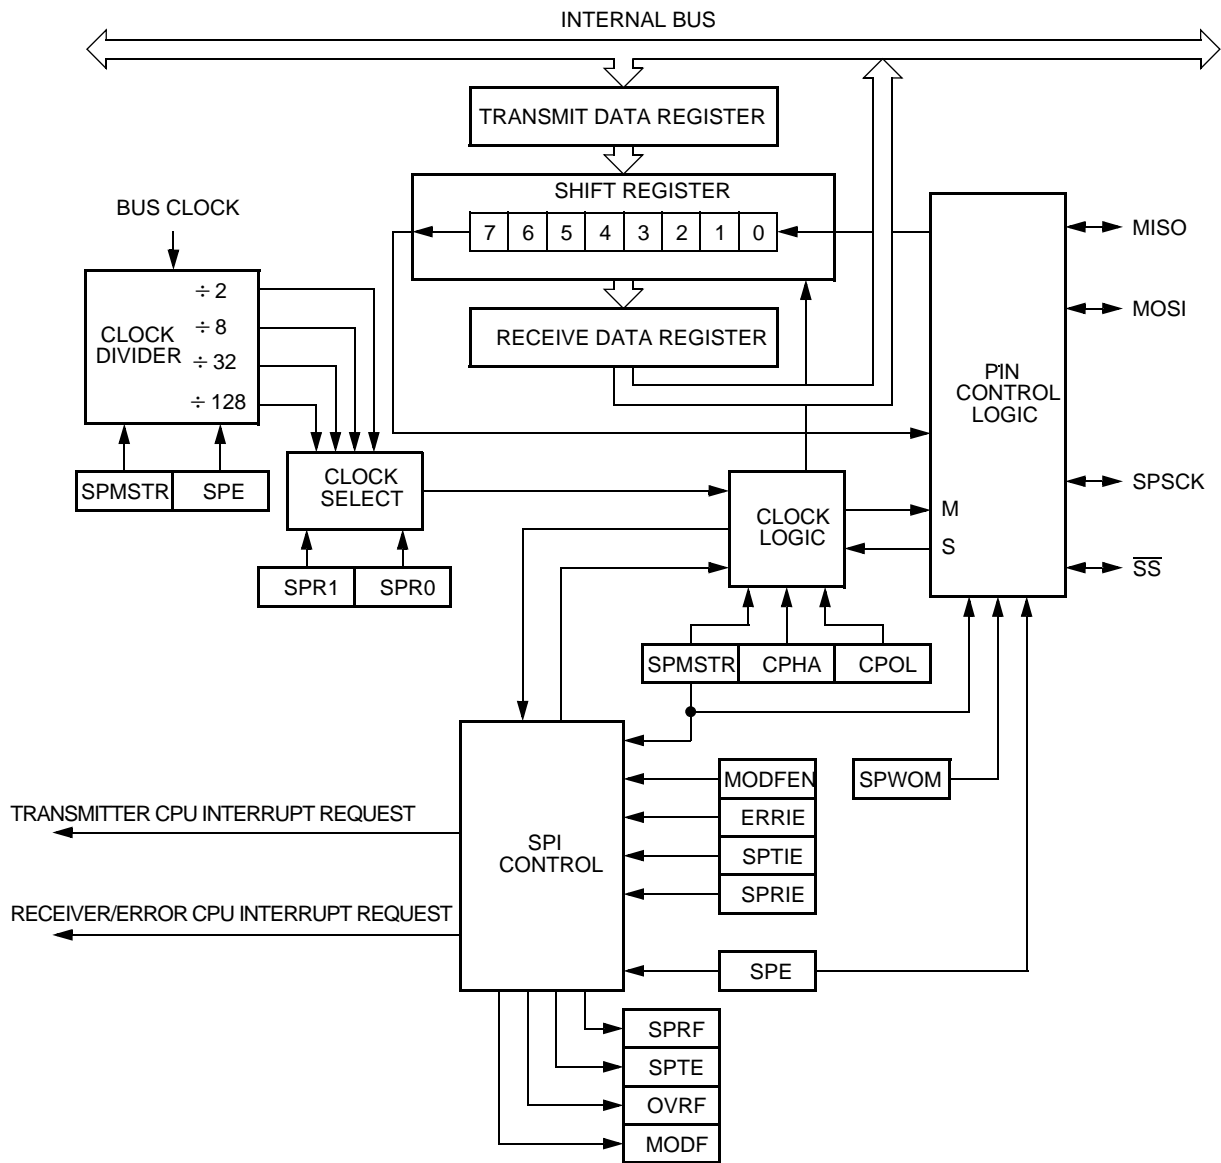 INTERNAL BUS
TRANSMIT DATA REGISTER
SHIFT REGISTER
7 6 5 4 3 2 1 0
RECEIVE DATA REGISTER
BUS CLOCK
CLOCK
DIVIDER
÷ 2
÷ 8
÷ 32
÷ 128
SPMSTR SPE
CLOCK
SELECT
SPR1 SPR0
CLOCK
LOGIC
SPMSTR CPHA CPOL
PIN
CONTROL
LOGIC
M
S
MISO
MOSI
SPSCK
SS
SPI
CONTROL
MODFEN
ERRIE
SPTIE
SPRIE
SPE
SPWOM
TRANSMITTER CPU INTERRUPT REQUEST
RECEIVER/ERROR CPU INTERRUPT REQUEST
SPRF
SPTE
OVRF
MODF